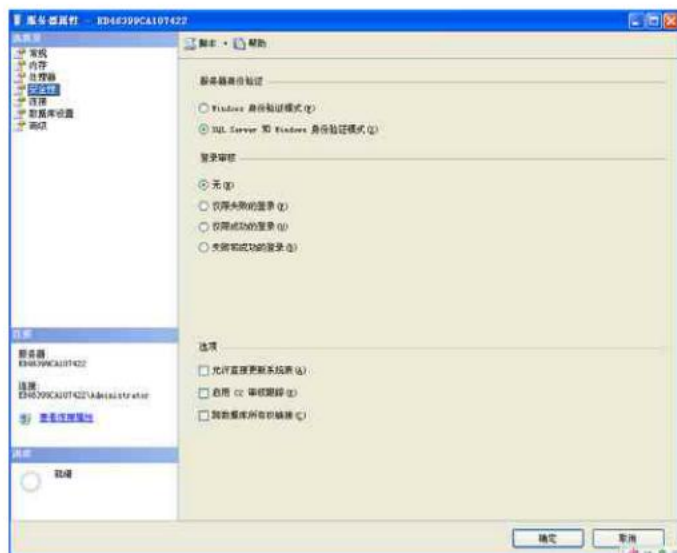 服务器属性 - ED46399CA107422
选择页
常规
内存
处理器
安全性
连接
数据库设置
高级
脚本
帮助
服务器身份验证
Windows 身份验证模式(W)
SQL Server 和 Windows 身份验证模式(S)
登录审核
无(N)
仅限失败的登录(F)
仅限成功的登录(U)
失败和成功的登录(B)
连接
服务器
ED46399CA107422
连接
ED46399CA107422\Administrator
查看连接属性
进度
就绪
选项
允许直接更新系统表(A)
启用 C2 审核跟踪(E)
跨数据库所有权链接(C)
确定
取消